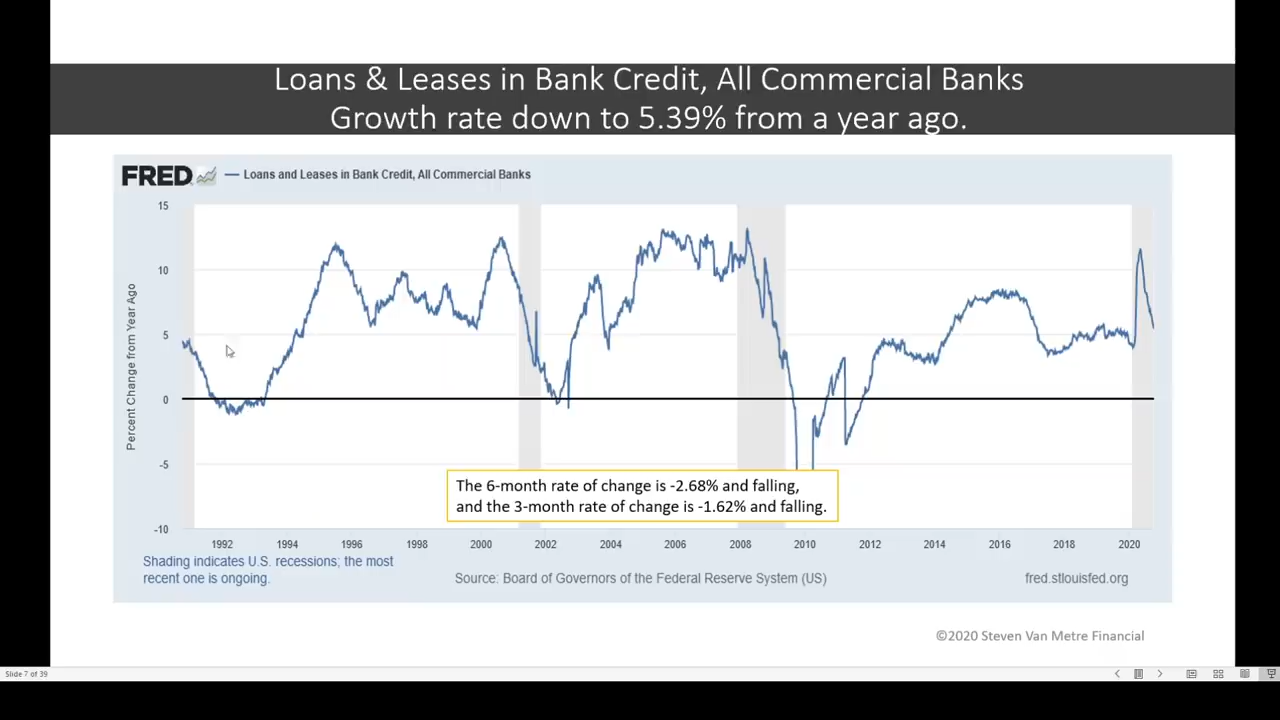 Loans & Leases in Bank Credit, All Commercial Banks
Growth rate down to 5.39% from a year ago.
FRED
Loans and Leases in Bank Credit, All Commercial Banks
Percent Change from Year Ago
15
10
5
0
-5
-10
The 6-month rate of change is -2.68% and falling,
and the 3-month rate of change is -1.62% and falling.
1992 1994 1996 1998 2000 2002 2004 2006 2008 2010 2012 2014 2016 2018 2020
Shading indicates U.S. recessions; the most
recent one is ongoing.
Source: Board of Governors of the Federal Reserve System (US)
fred.stlouisfed.org
©2020 Steven Van Metre Financial
Slide 7 of 39